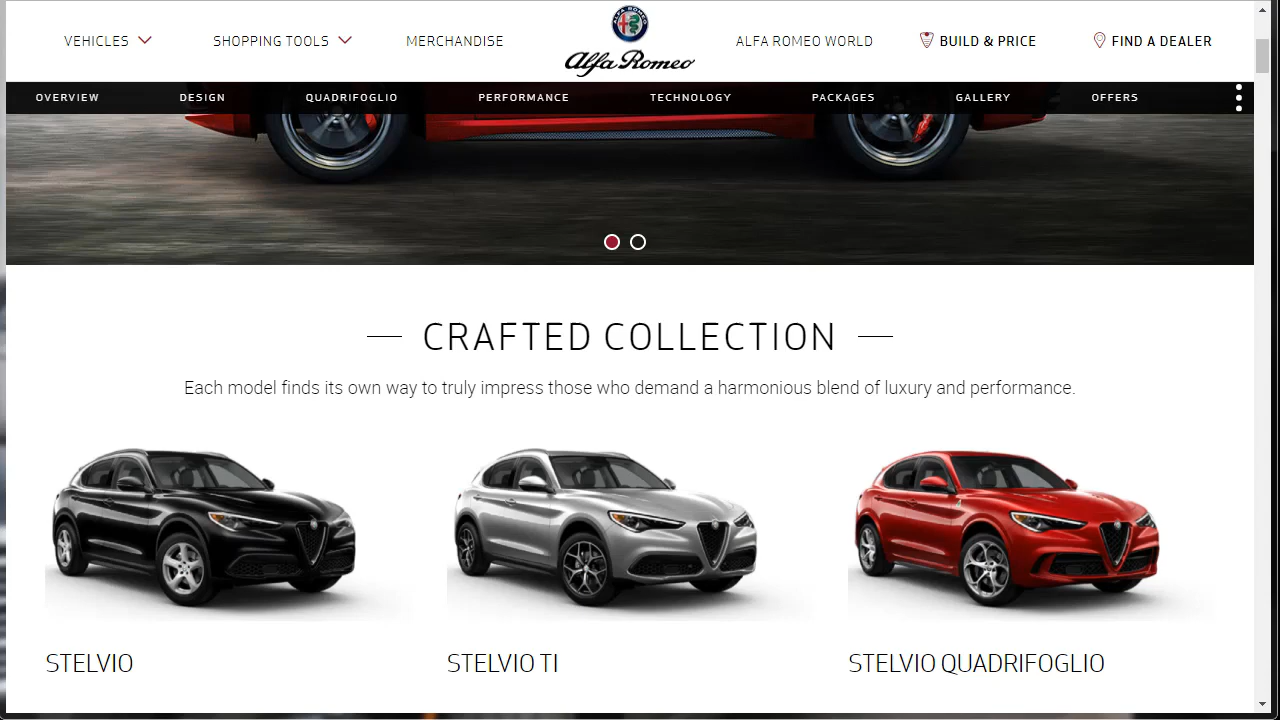 VEHICLES
SHOPPING TOOLS
MERCHANDISE
ALFA ROMEO
Alfa Romeo
ALFA ROMEO WORLD
BUILD & PRICE
FIND A DEALER
OVERVIEW
DESIGN
QUADRIFOGLIO
PERFORMANCE
TECHNOLOGY
PACKAGES
GALLERY
OFFERS
CRAFTED COLLECTION
Each model finds its own way to truly impress those who demand a harmonious blend of luxury and performance.
STELVIO
STELVIO TI
STELVIO QUADRIFOGLIO